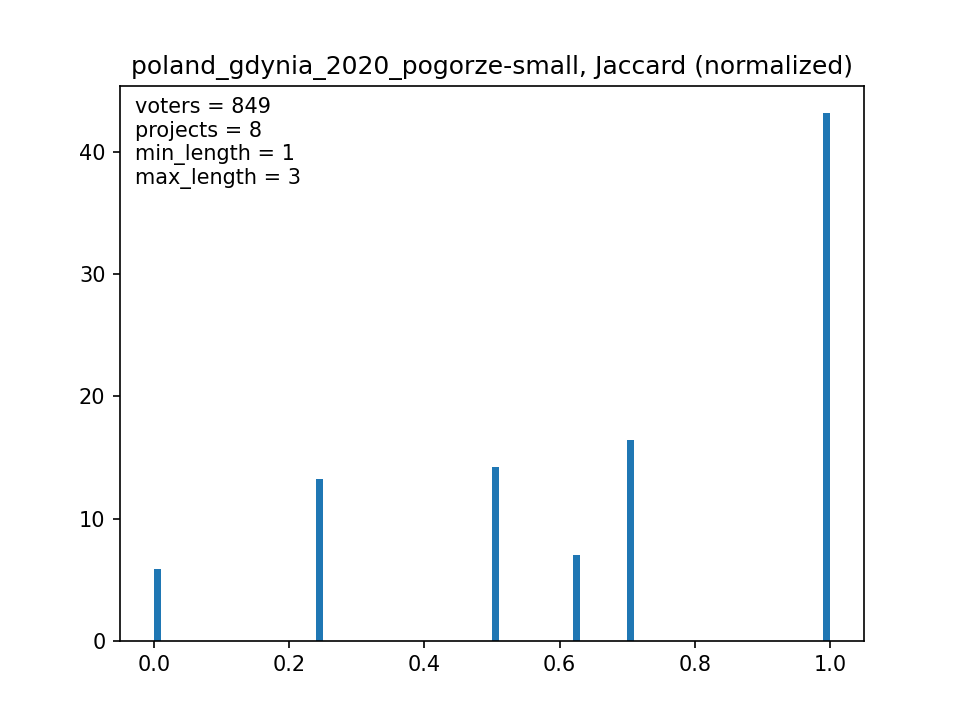 poland_gdynia_2020_pogorze-small, Jaccard (normalized)
voters = 849
projects = 8
min_length = 1
max_length = 3
40
30
20
10
0
0.0 0.2 0.4 0.6 0.8 1.0